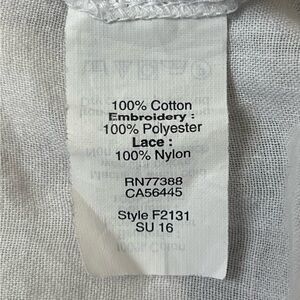 100% Cotton
Embroidery :
100% Polyester
Lace :
100% Nylon
RN77388
CA56445
Style F2131
SU 16